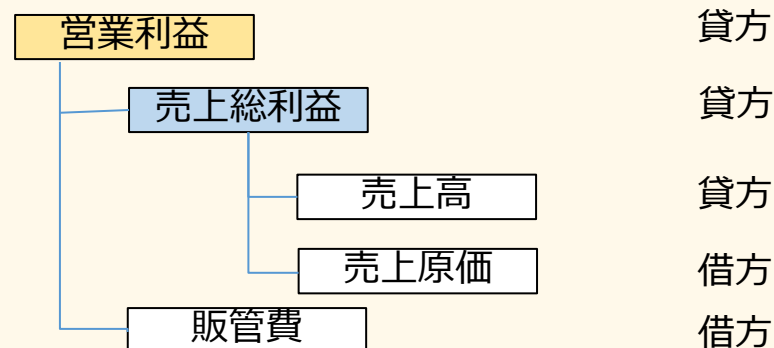 営業利益 貸方
売上総利益 貸方
売上高 貸方
売上原価 借方
販管費 借方